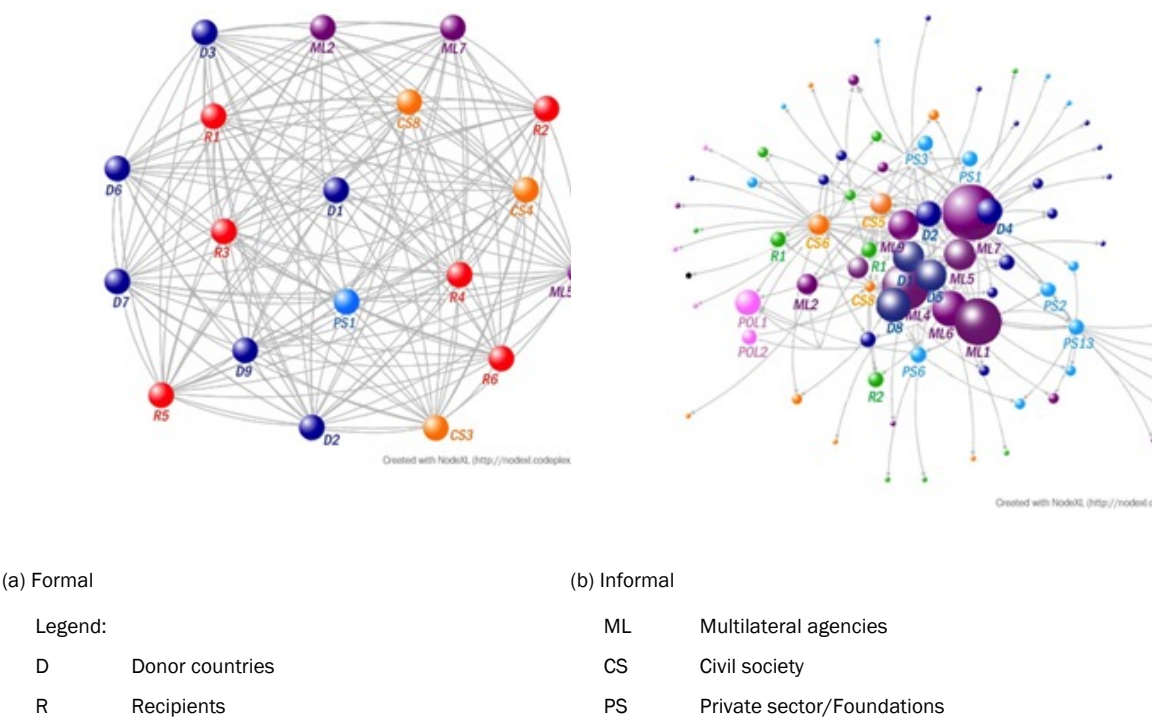 D3
ML2
ML7
CS8
R1
R2
D6
D1
CS4
R3
D7
R4
ML5
PS1
D9
R6
R5
D2
CS3
Created with NodeXL (http://nodexl.codeplex
PS3
PS1
CS5
D2
D4
CS6
ML9
ML7
R1
R1
ML5
ML2
CS8
D5
PS2
POL1
D8
ML4
ML6
PS13
POL2
ML1
PS6
R2
Created with NodeXL (http://nodexl.c
(a) Formal
(b) Informal
Legend:
ML Multilateral agencies
D Donor countries
CS Civil society
R Recipients
PS Private sector/Foundations